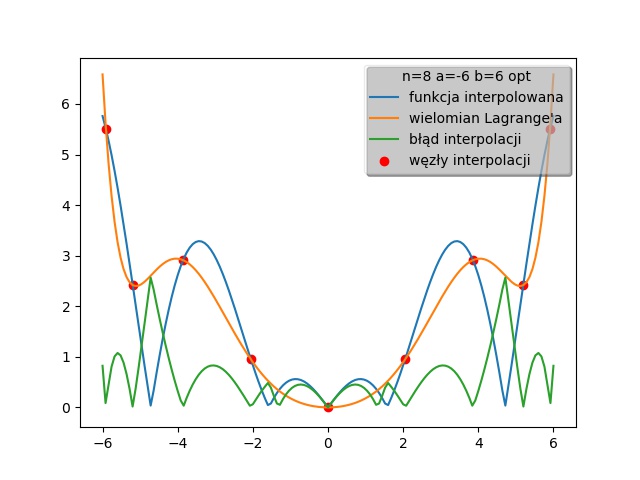 n=8 a=-6 b=6 opt
funkcja interpolowana
wielomian Lagrange'a
błąd interpolacji
węzły interpolacji
6
5
4
3
2
1
0
−6 −4 −2 0 2 4 6